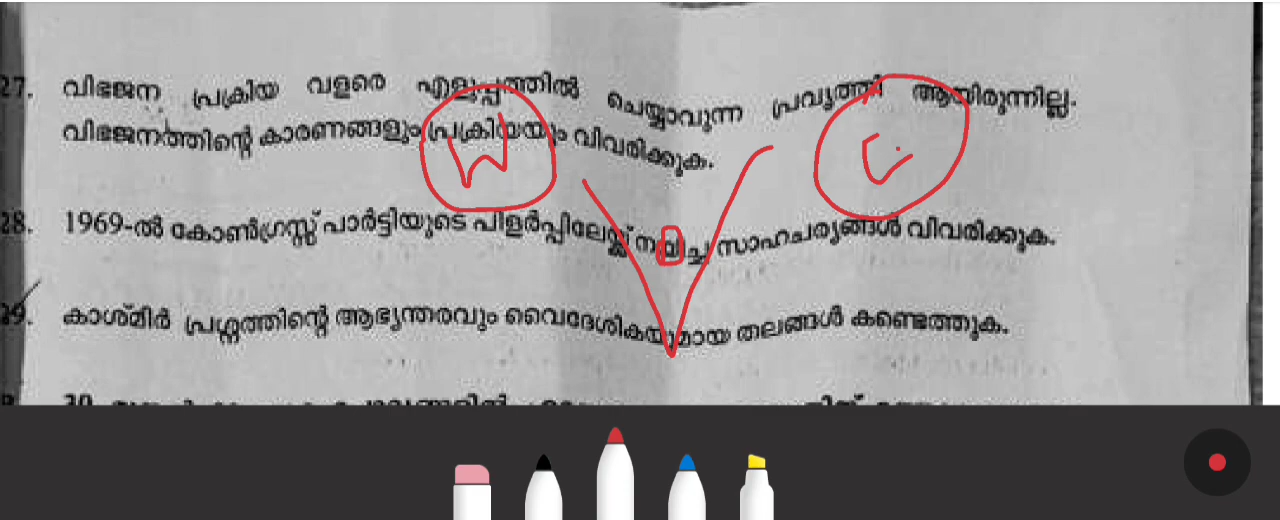 27. വിഭജന പ്രക്രിയ വളരെ എളുപ്പത്തിൽ ചെയ്യാവുന്ന പ്രവൃത്തി ആയിരുന്നില്ല.
വിഭജനത്തിന്റെ കാരണങ്ങളും പ്രക്രിയയും വിവരിക്കുക.
W
28. 1969-ൽ കോൺഗ്രസ്സ് പാർട്ടിയുടെ പിളർപ്പിലേയ്ക്ക് നയിച്ച സാഹചര്യങ്ങൾ വിവരിക്കുക.
29. കാശ്മീർ പ്രശ്നത്തിന്റെ ആഭ്യന്തരവും വൈദേശികയുമായ തലങ്ങൾ കണ്ടെത്തുക.